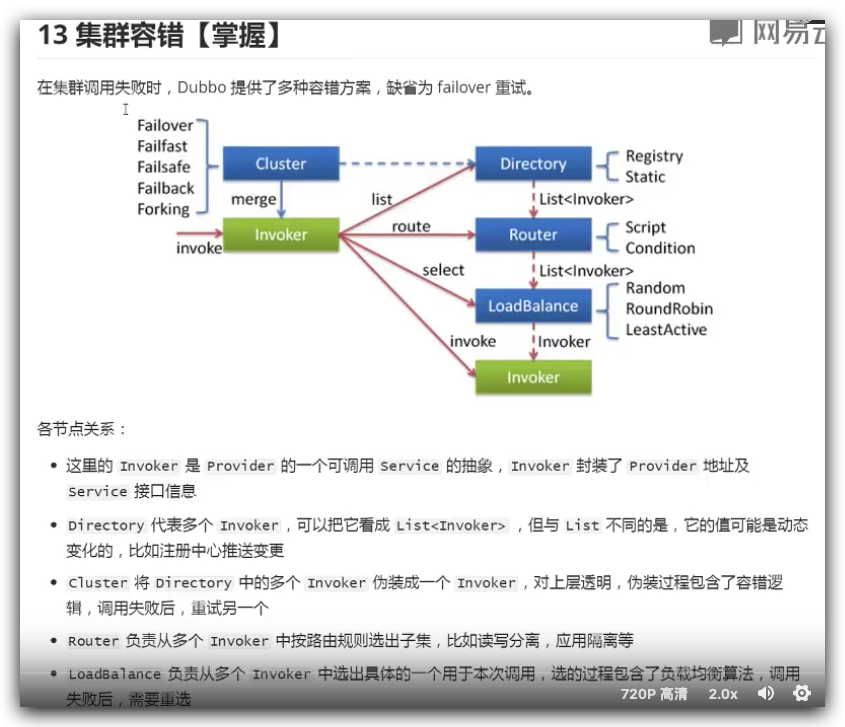 13 集群容错【掌握】
网易云
在集群调用失败时，Dubbo 提供了多种容错方案，缺省为 failover 重试。
Failover
Failfast
Failsafe
Failback
Forking
Cluster
Directory
Registry
Static
merge
list
List<Invoker>
invoke
Invoker
route
Router
Script
Condition
select
List<Invoker>
LoadBalance
Random
RoundRobin
LeastActive
invoke
Invoker
Invoker
各节点关系：
• 这里的 Invoker 是 Provider 的一个可调用 Service 的抽象，Invoker 封装了 Provider 地址及
Service 接口信息
• Directory 代表多个 Invoker，可以把它看成 List<Invoker> ，但与 List 不同的是，它的值可能是动态
变化的，比如注册中心推送变更
• Cluster 将 Directory 中的多个 Invoker 伪装成一个 Invoker，对上层透明，伪装过程包含了容错逻
辑，调用失败后，重试另一个
• Router 负责从多个 Invoker 中按路由规则选出子集，比如读写分离，应用隔离等
• LoadBalance 负责从多个 Invoker 中选出具体的一个用于本次调用，选的过程包含了负载均衡算法，调用
失败后，需要重选
720P 高清 2.0x